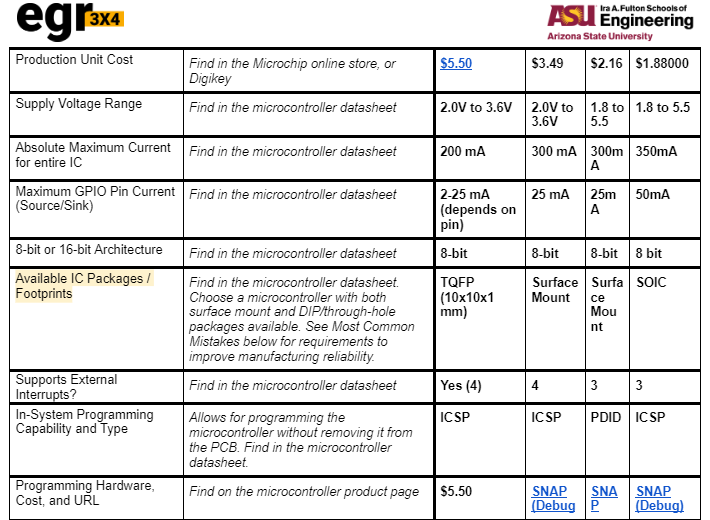 egr 3X4
ASU Ira A. Fulton Schools of
Engineering
Arizona State University
Production Unit Cost
Find in the Microchip online store, or
Digikey
$5.50
$3.49
$2.16
$1.88000
Supply Voltage Range
Find in the microcontroller datasheet
2.0V to 3.6V
2.0V to
3.6V
1.8 to
5.5
1.8 to 5.5
Absolute Maximum Current
for entire IC
Find in the microcontroller datasheet
200 mA
300 mA
300m
A
350mA
Maximum GPIO Pin Current
(Source/Sink)
Find in the microcontroller datasheet
2-25 mA
(depends on
pin)
25 mA
25m
A
50mA
8-bit or 16-bit Architecture
Find in the microcontroller datasheet
8-bit
8-bit
8-bit
8 bit
Available IC Packages /
Footprints
Find in the microcontroller datasheet.
Choose a microcontroller with both
surface mount and DIP/through-hole
packages available. See Most Common
Mistakes below for requirements to
improve manufacturing reliability.
TQFP
(10x10x1
mm)
Surface
Mount
Surfa
ce
Mou
nt
SOIC
Supports External
Interrupts?
Find in the microcontroller datasheet
Yes (4)
4
3
3
In-System Programming
Capability and Type
Allows for programming the
microcontroller without removing it from
the PCB. Find in the microcontroller
datasheet.
ICSP
ICSP
PDID
ICSP
Programming Hardware,
Cost, and URL
Find on the microcontroller product page
$5.50
SNAP
(Debug
SNA
P
SNAP
(Debug)